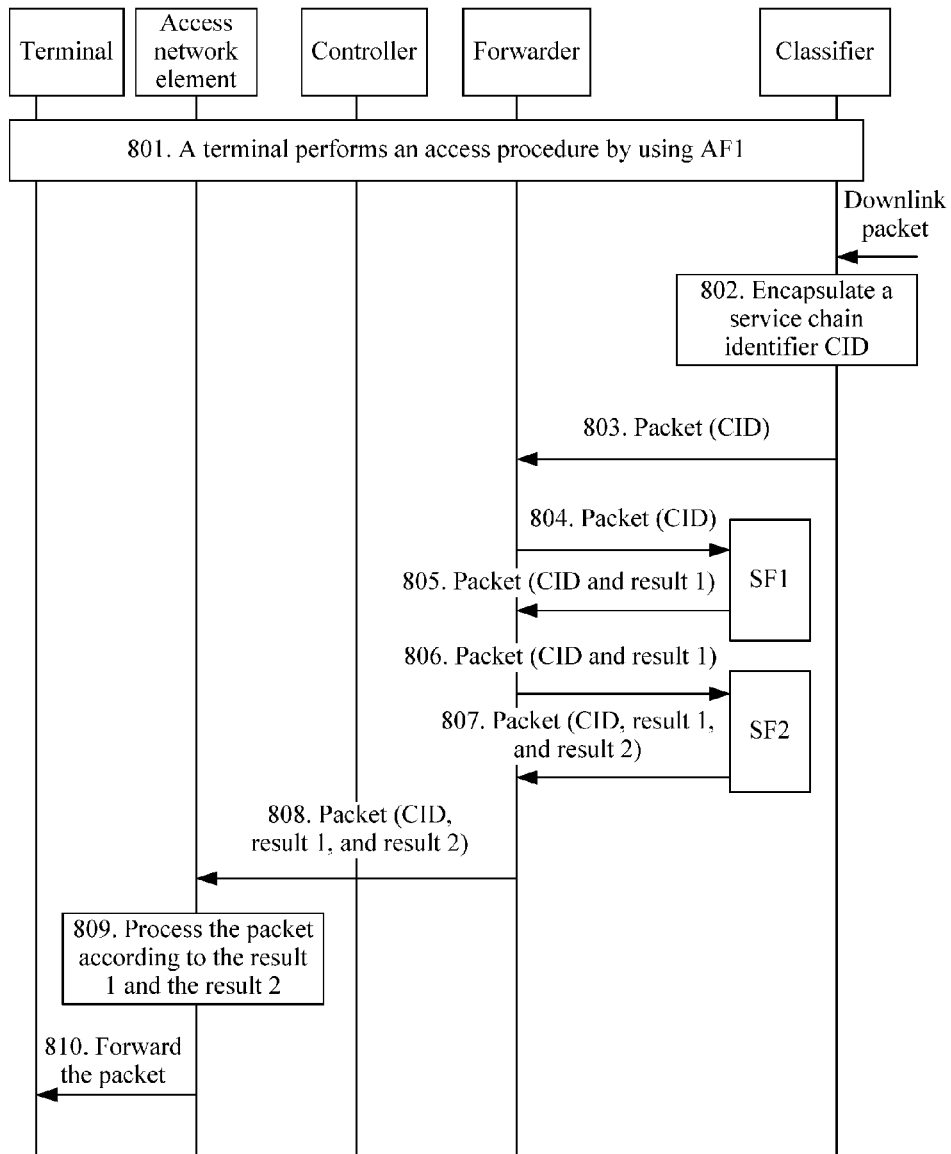 Terminal
Access
network
element
Controller
Forwarder
Classifier
801. A terminal performs an access procedure by using AF1
Downlink
packet
802. Encapsulate a
service chain
identifier CID
803. Packet (CID)
804. Packet (CID)
SF1
805. Packet (CID and result 1)
806. Packet (CID and result 1)
SF2
807. Packet (CID, result 1,
and result 2)
808. Packet (CID,
result 1, and result 2)
809. Process the packet
according to the result
1 and the result 2
810. Forward
the packet